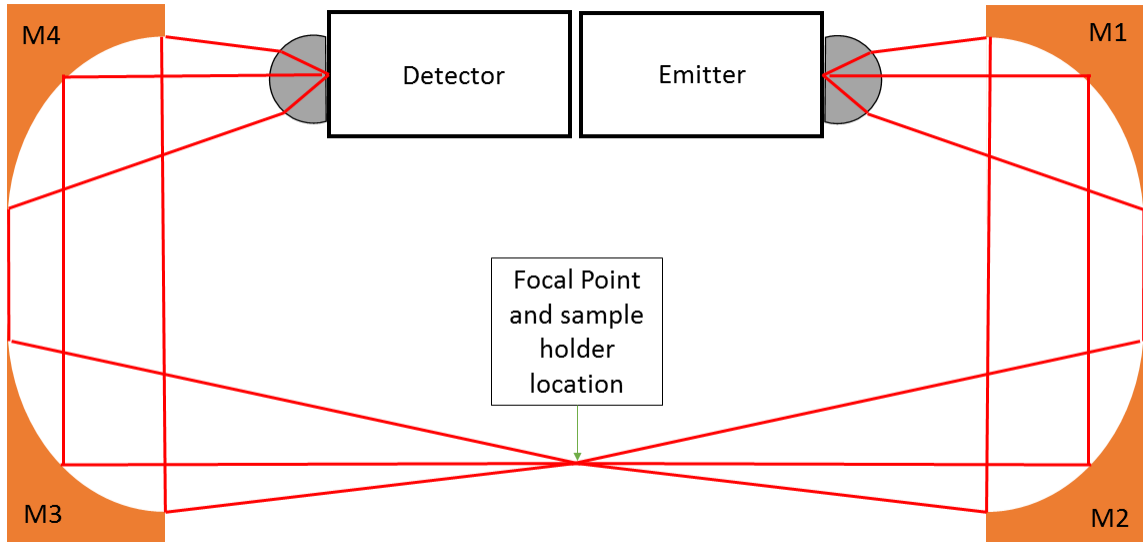 M4
Detector
Emitter
M1
Focal Point
and sample
holder
location
M3
M2